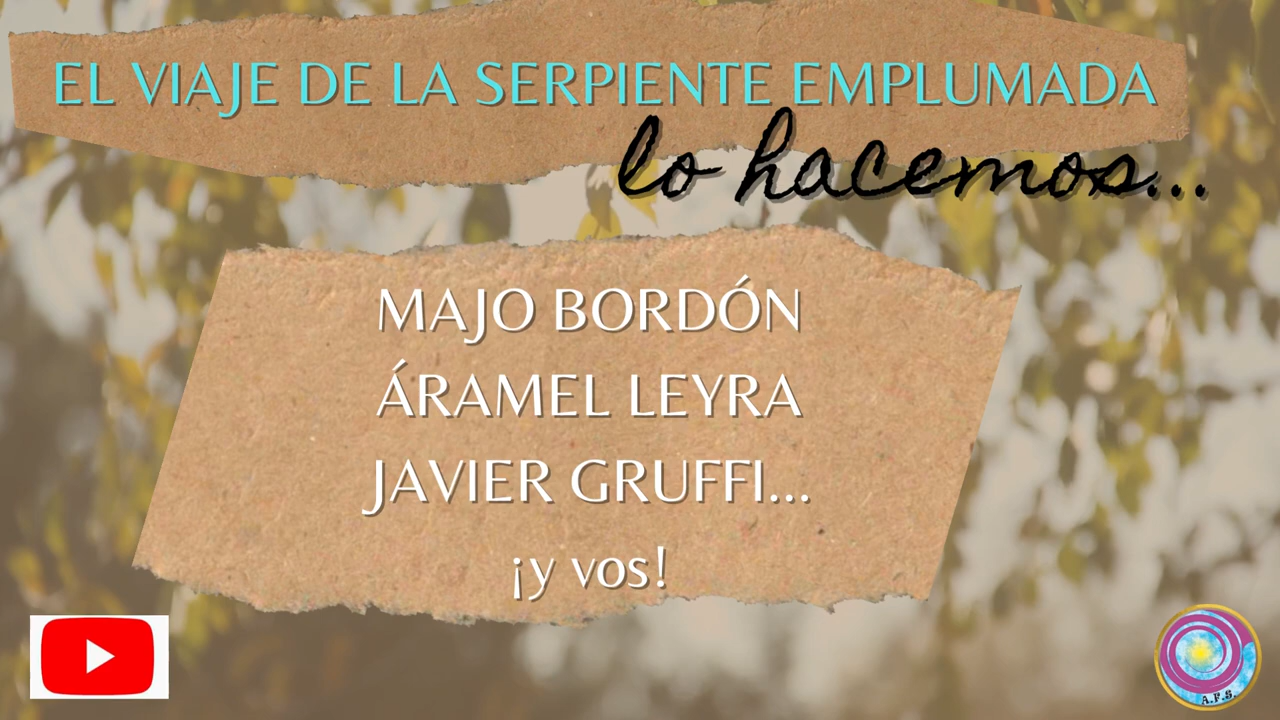 EL VIAJE DE LA SERPIENTE EMPLUMADA
lo hacemos...
MAJO BORDÓN
ÁRAMEL LEYRA
JAVIER GRUFFI...
¡y vos!
A.F.S.